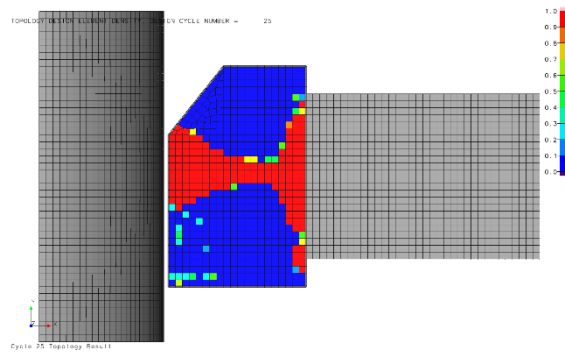 TOPOLOGY DESIGN ELEMENT DENSITY DESIGN CYCLE NUMBER = 25
1.0
0.9
0.8
0.7
0.6
0.5
0.4
0.3
0.2
0.1
0.0
Y
Z X
Cycle 25 Topology Result